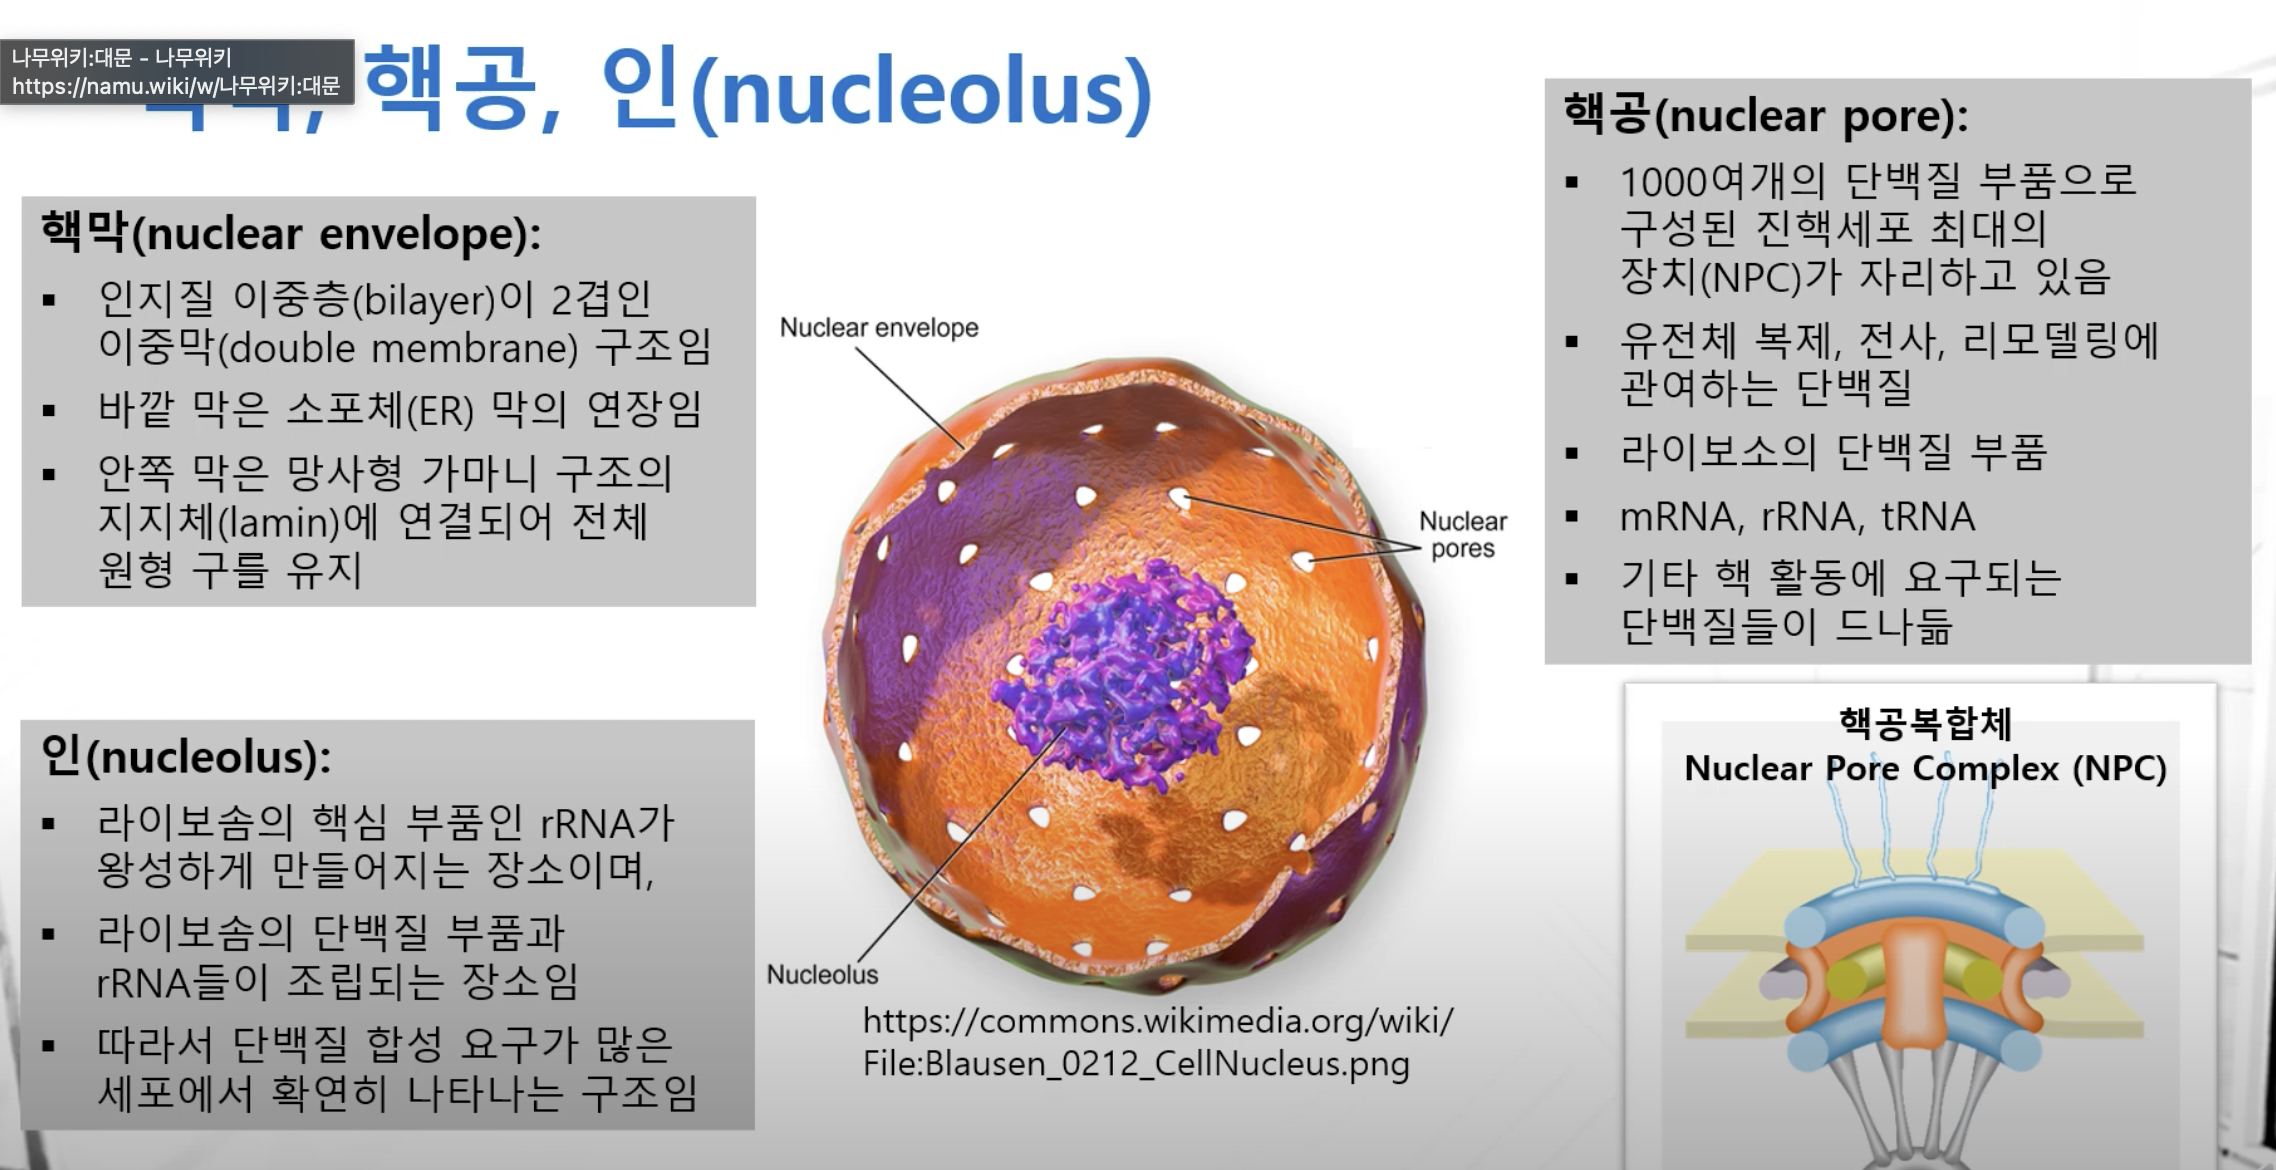 나무위키:대문 - 나무위키
https://namu.wiki/w/나무위키:대문
핵공, 인(nucleolus)
핵막(nuclear envelope):
▪ 인지질 이중층(bilayer)이 2겹인
이중막(double membrane) 구조임
▪ 바깥 막은 소포체(ER) 막의 연장임
▪ 안쪽 막은 망사형 가마니 구조의
지지체(lamin)에 연결되어 전체
원형 구를 유지
인(nucleolus):
▪ 라이보솜의 핵심 부품인 rRNA가
왕성하게 만들어지는 장소이며,
▪ 라이보솜의 단백질 부품과
rRNA들이 조립되는 장소임
▪ 따라서 단백질 합성 요구가 많은
세포에서 확연히 나타나는 구조임
Nuclear envelope
Nuclear
pores
Nucleolus
https://commons.wikimedia.org/wiki/
File:Blausen_0212_CellNucleus.png
핵공(nuclear pore):
▪ 1000여개의 단백질 부품으로
구성된 진핵세포 최대의
장치(NPC)가 자리하고 있음
▪ 유전체 복제, 전사, 리모델링에
관여하는 단백질
▪ 라이보소의 단백질 부품
▪ mRNA, rRNA, tRNA
▪ 기타 핵 활동에 요구되는
단백질들이 드나듦
핵공복합체
Nuclear Pore Complex (NPC)